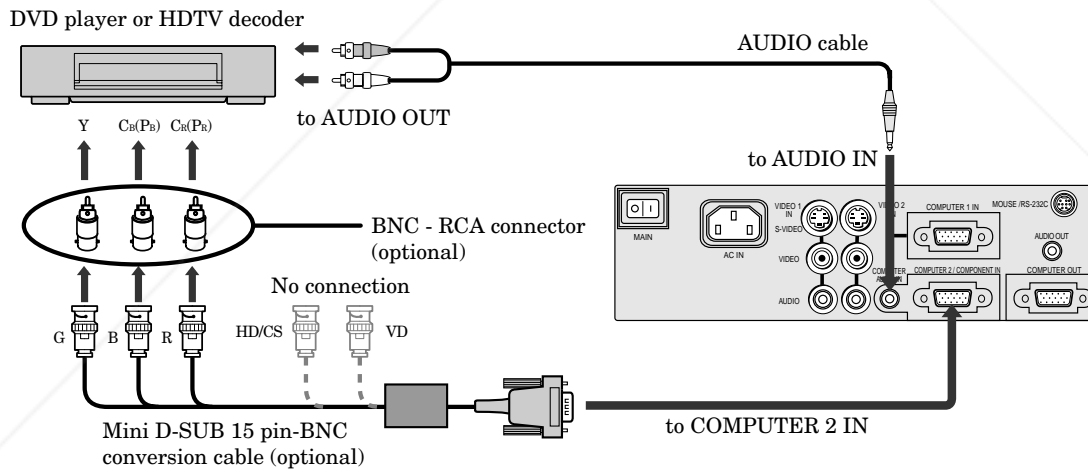 DVD player or HDTV decoder
AUDIO cable
to AUDIO OUT
Y
CB(PB)
CR(PR)
to AUDIO IN
BNC - RCA connector
(optional)
No connection
G
B
R
HD/CS
VD
Mini D-SUB 15 pin-BNC
conversion cable (optional)
to COMPUTER 2 IN
MAIN
AC IN
VIDEO 1
IN
S-VIDEO
VIDEO
AUDIO
COMPUTER 1 IN
MOUSE /RS-232C
AUDIO OUT
COMPUTER 2 / COMPONENT IN
COMPUTER OUT